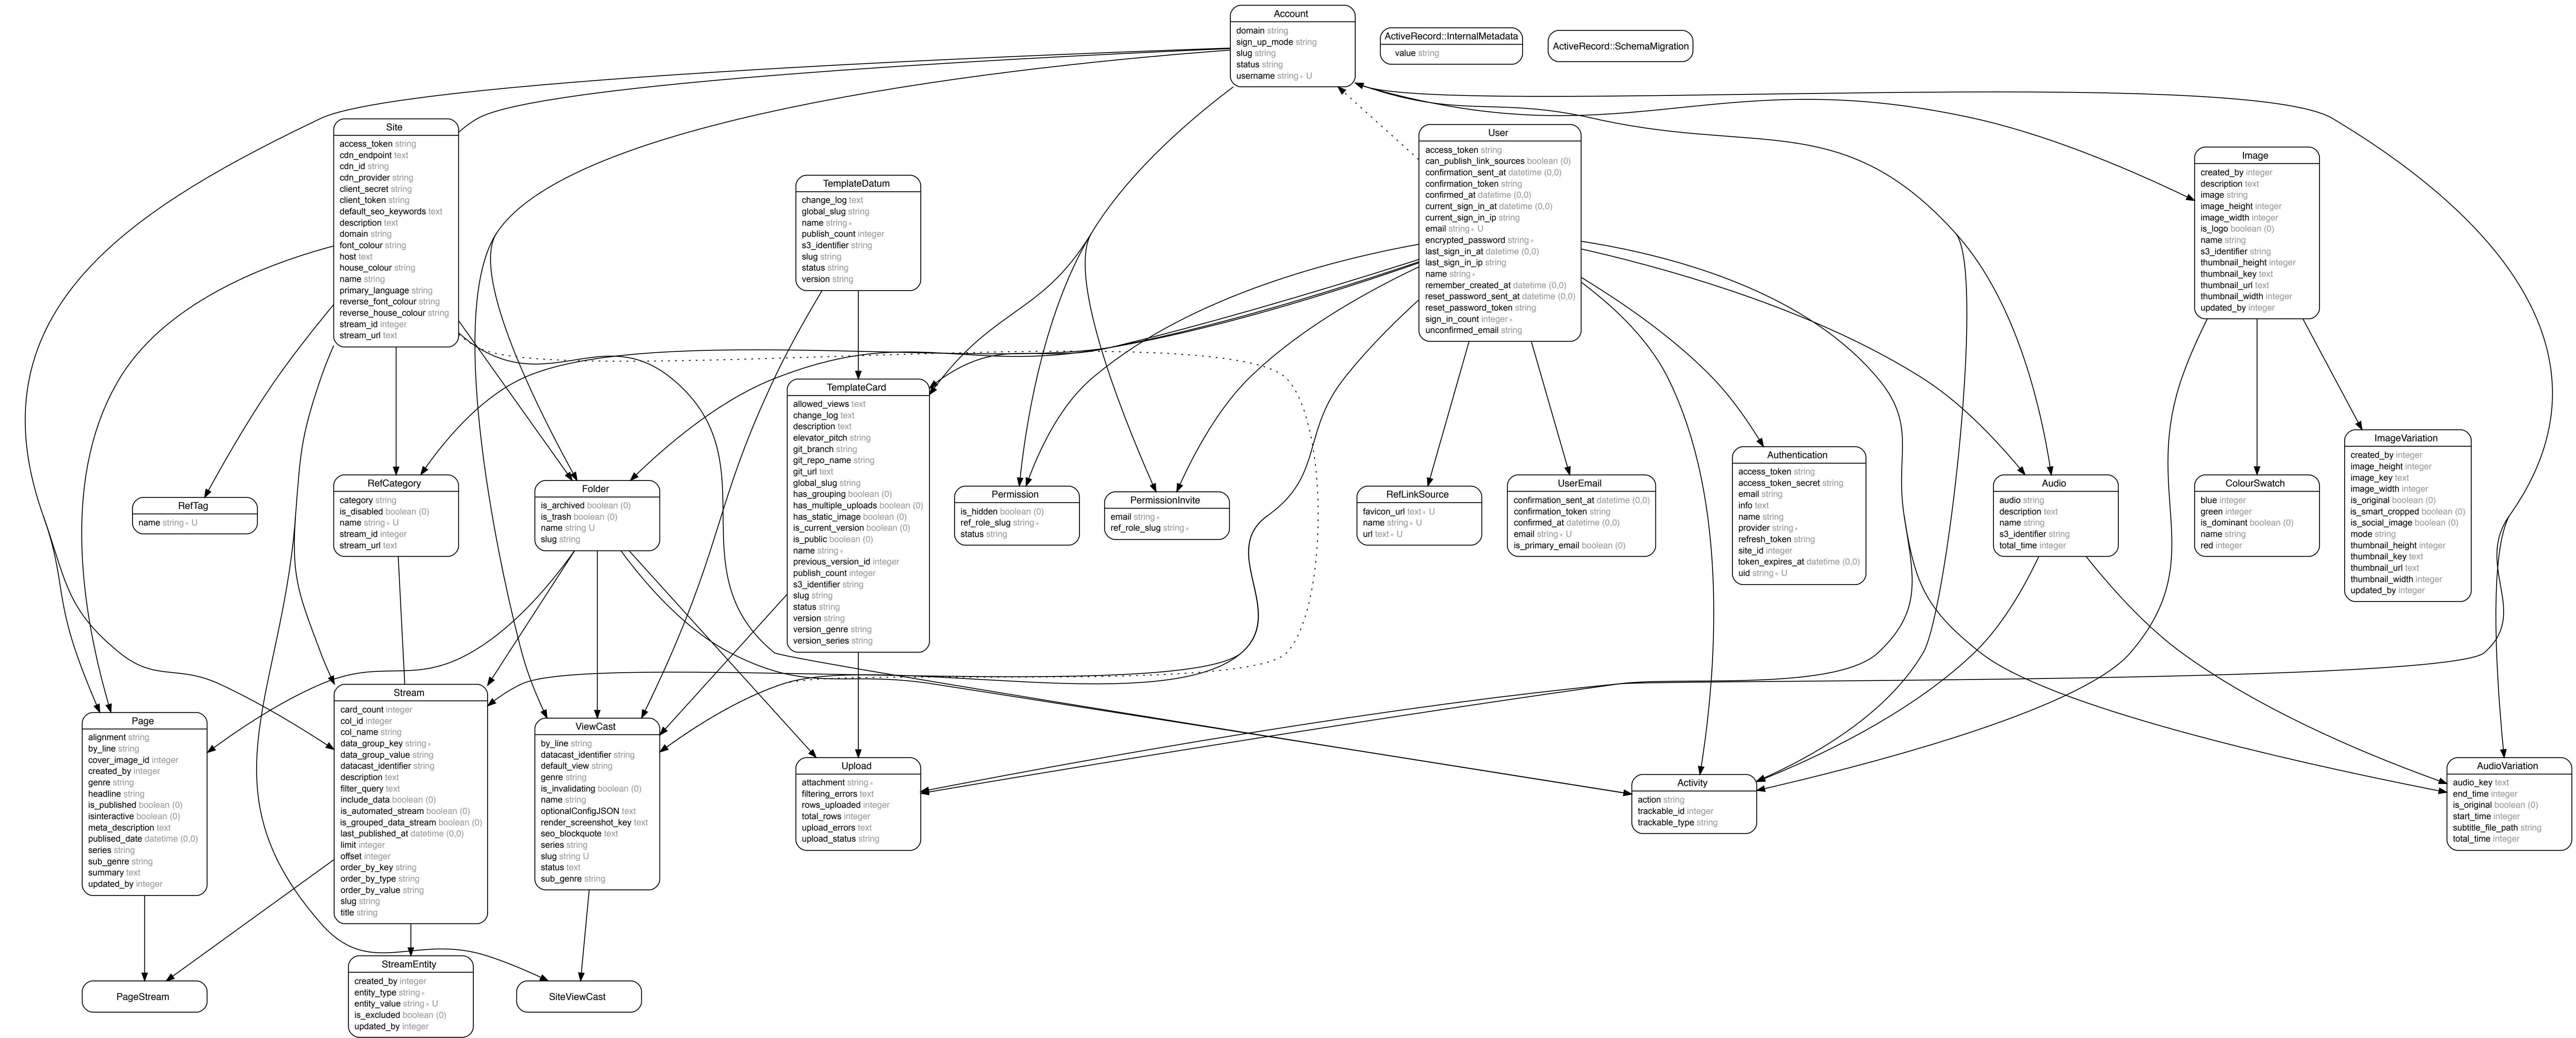 Account
domain string
sign_up_mode string
slug string
status string
username string∗ U
ActiveRecord::InternalMetadata
value string
ActiveRecord::SchemaMigration
Site
access_token string
cdn_endpoint text
cdn_id string
cdn_provider string
client_secret string
client_token string
default_seo_keywords text
description text
domain string
font_colour string
host text
house_colour string
name string
primary_language string
reverse_font_colour string
reverse_house_colour string
stream_id integer
stream_url text
User
access_token string
can_publish_link_sources boolean (0)
confirmation_sent_at datetime (0,0)
confirmation_token string
confirmed_at datetime (0,0)
current_sign_in_at datetime (0,0)
current_sign_in_ip string
email string∗ U
encrypted_password string∗
last_sign_in_at datetime (0,0)
last_sign_in_ip string
name string∗
remember_created_at datetime (0,0)
reset_password_sent_at datetime (0,0)
reset_password_token string
sign_in_count integer∗
unconfirmed_email string
Image
created_by integer
description text
image string
image_height integer
image_width integer
is_logo boolean (0)
name string
s3_identifier string
thumbnail_height integer
thumbnail_key text
thumbnail_url text
thumbnail_width integer
updated_by integer
TemplateDatum
change_log text
global_slug string
name string∗
publish_count integer
s3_identifier string
slug string
status string
version string
TemplateCard
allowed_views text
change_log text
description text
elevator_pitch string
git_branch string
git_repo_name string
git_url text
global_slug string
has_grouping boolean (0)
has_multiple_uploads boolean (0)
has_static_image boolean (0)
is_current_version boolean (0)
is_public boolean (0)
name string∗
previous_version_id integer
publish_count integer
s3_identifier string
slug string
status string
version string
version_genre string
version_series string
RefTag
name string∗ U
RefCategory
category string
is_disabled boolean (0)
name string∗ U
stream_id integer
stream_url text
Folder
is_archived boolean (0)
is_trash boolean (0)
name string U
slug string
Permission
is_hidden boolean (0)
ref_role_slug string∗
status string
PermissionInvite
email string∗
ref_role_slug string∗
RefLinkSource
favicon_url text∗ U
name string∗ U
url text∗ U
UserEmail
confirmation_sent_at datetime (0,0)
confirmation_token string
confirmed_at datetime (0,0)
email string∗ U
is_primary_email boolean (0)
Authentication
access_token string
access_token_secret string
email string
info text
name string
provider string∗
refresh_token string
site_id integer
token_expires_at datetime (0,0)
uid string∗ U
Audio
audio string
description text
name string
s3_identifier string
total_time integer
ColourSwatch
blue integer
green integer
is_dominant boolean (0)
name string
red integer
ImageVariation
created_by integer
image_height integer
image_key text
image_width integer
is_original boolean (0)
is_smart_cropped boolean (0)
is_social_image boolean (0)
mode string
thumbnail_height integer
thumbnail_key text
thumbnail_url text
thumbnail_width integer
updated_by integer
Page
alignment string
by_line string
cover_image_id integer
created_by integer
genre string
headline string
is_published boolean (0)
isinteractive boolean (0)
meta_description text
publised_date datetime (0,0)
series string
sub_genre string
summary text
updated_by integer
Stream
card_count integer
col_id integer
col_name string
data_group_key string∗
data_group_value string
datacast_identifier string
description text
filter_query text
include_data boolean (0)
is_automated_stream boolean (0)
is_grouped_data_stream boolean (0)
last_published_at datetime (0,0)
limit integer
offset integer
order_by_key string
order_by_type string
order_by_value string
slug string
title string
ViewCast
by_line string
datacast_identifier string
default_view string
genre string
is_invalidating boolean (0)
name string
optionalConfigJSON text
render_screenshot_key text
seo_blockquote text
series string
slug string U
status text
sub_genre string
Upload
attachment string∗
filtering_errors text
rows_uploaded integer
total_rows integer
upload_errors text
upload_status string
Activity
action string
trackable_id integer
trackable_type string
AudioVariation
audio_key text
end_time integer
is_original boolean (0)
start_time integer
subtitle_file_path string
total_time integer
PageStream
StreamEntity
created_by integer
entity_type string∗
entity_value string∗ U
is_excluded boolean (0)
updated_by integer
SiteViewCast